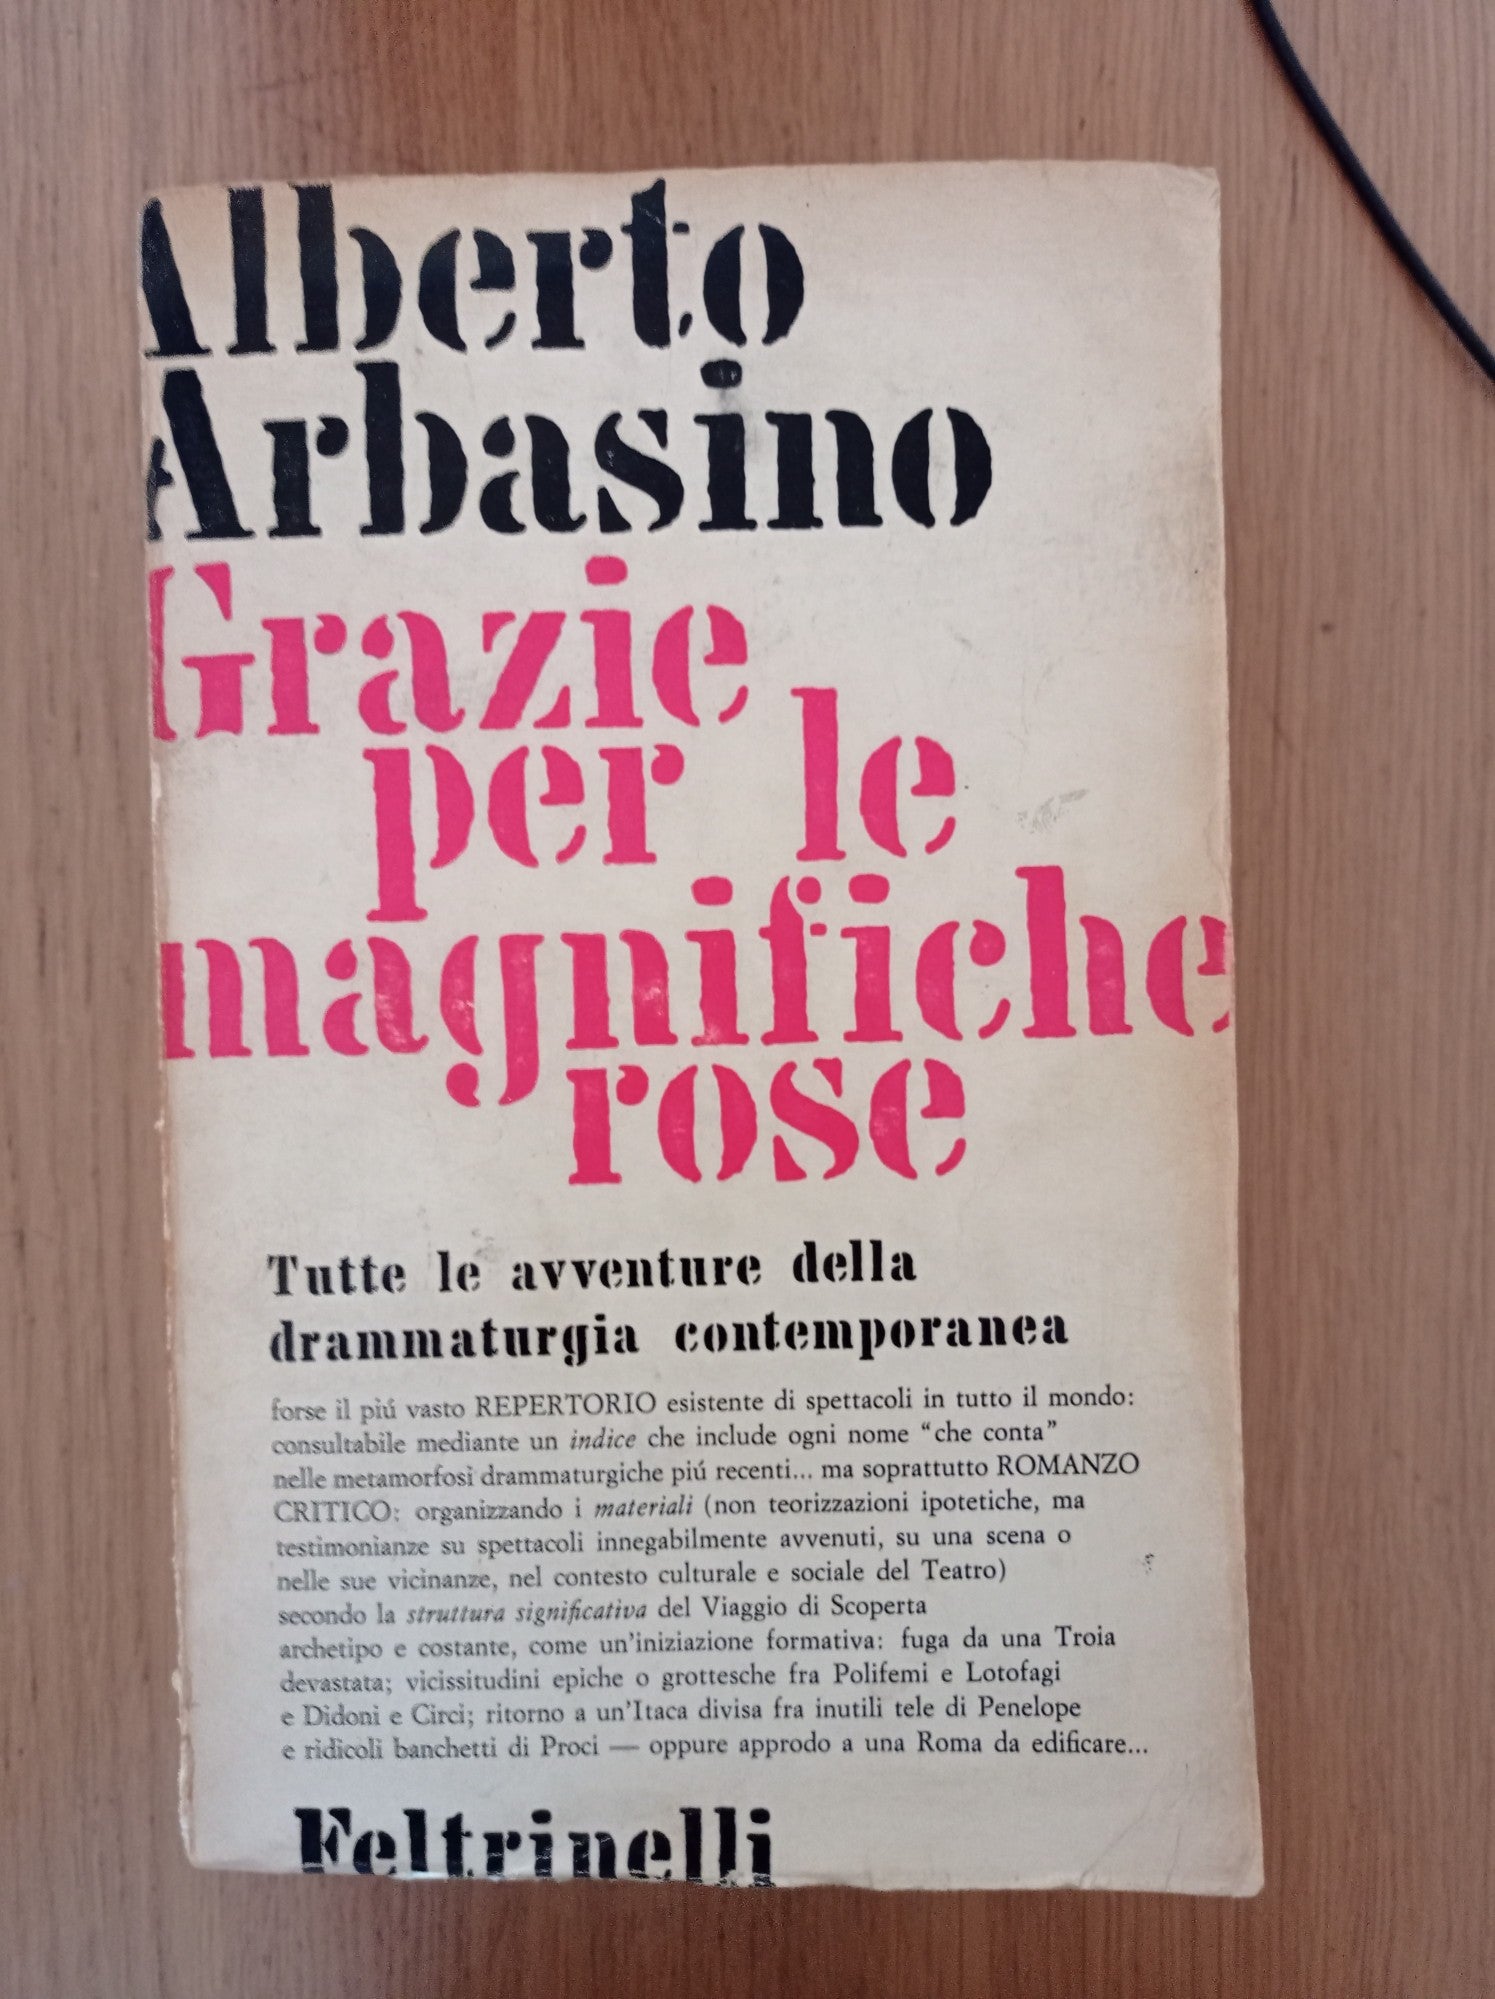 Alberto
Arbasino
Grazie
per le
magnifiche
rose
Tutte le avventure della
drammaturgia contemporanea
forse il piú vasto REPERTORIO esistente di spettacoli in tutto il mondo:
consultabile mediante un indice che include ogni nome “che conta”
nelle metamorfosi drammaturgiche piú recenti... ma soprattutto ROMANZO
CRITICO: organizzando i materiali (non teorizzazioni ipotetiche, ma
testimonianze su spettacoli innegabilmente avvenuti, su una scena o
nelle sue vicinanze, nel contesto culturale e sociale del Teatro)
secondo la struttura significativa del Viaggio di Scoperta
archetipo e costante, come un'iniziazione formativa: fuga da una Troia
devastata; vicissitudini epiche o grottesche fra Polifemi e Lotofagi
e Didoni e Circi; ritorno a un'Itaca divisa fra inutili tele di Penelope
e ridicoli banchetti di Proci — oppure approdo a una Roma da edificare...
Feltrinelli